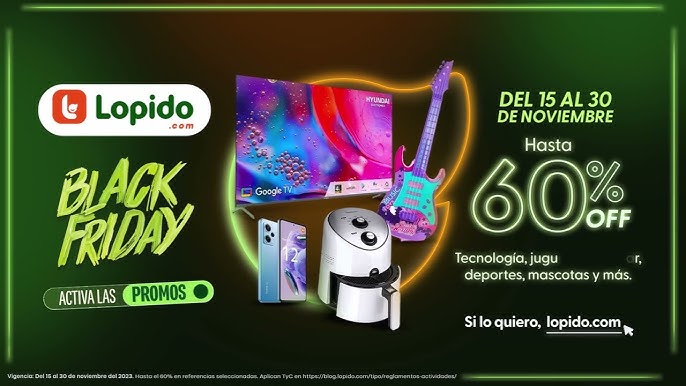 Lopido
.com
BLACK
FRIDAY
ACTIVA LAS PROMOS
HYUNDAI
Google TV
DEL 15 AL 30
DE NOVIEMBRE
Hasta
60% OFF
Tecnología, jugu ar,
deportes, mascotas y más.
Si lo quiero, lopido.com
Vigencia: Del 15 al 30 de noviembre del 2023. Hasta el 60% en referencias seleccionadas. Aplican TyC en https://blog.lopido.com/tipo/reglamentos-actividades/